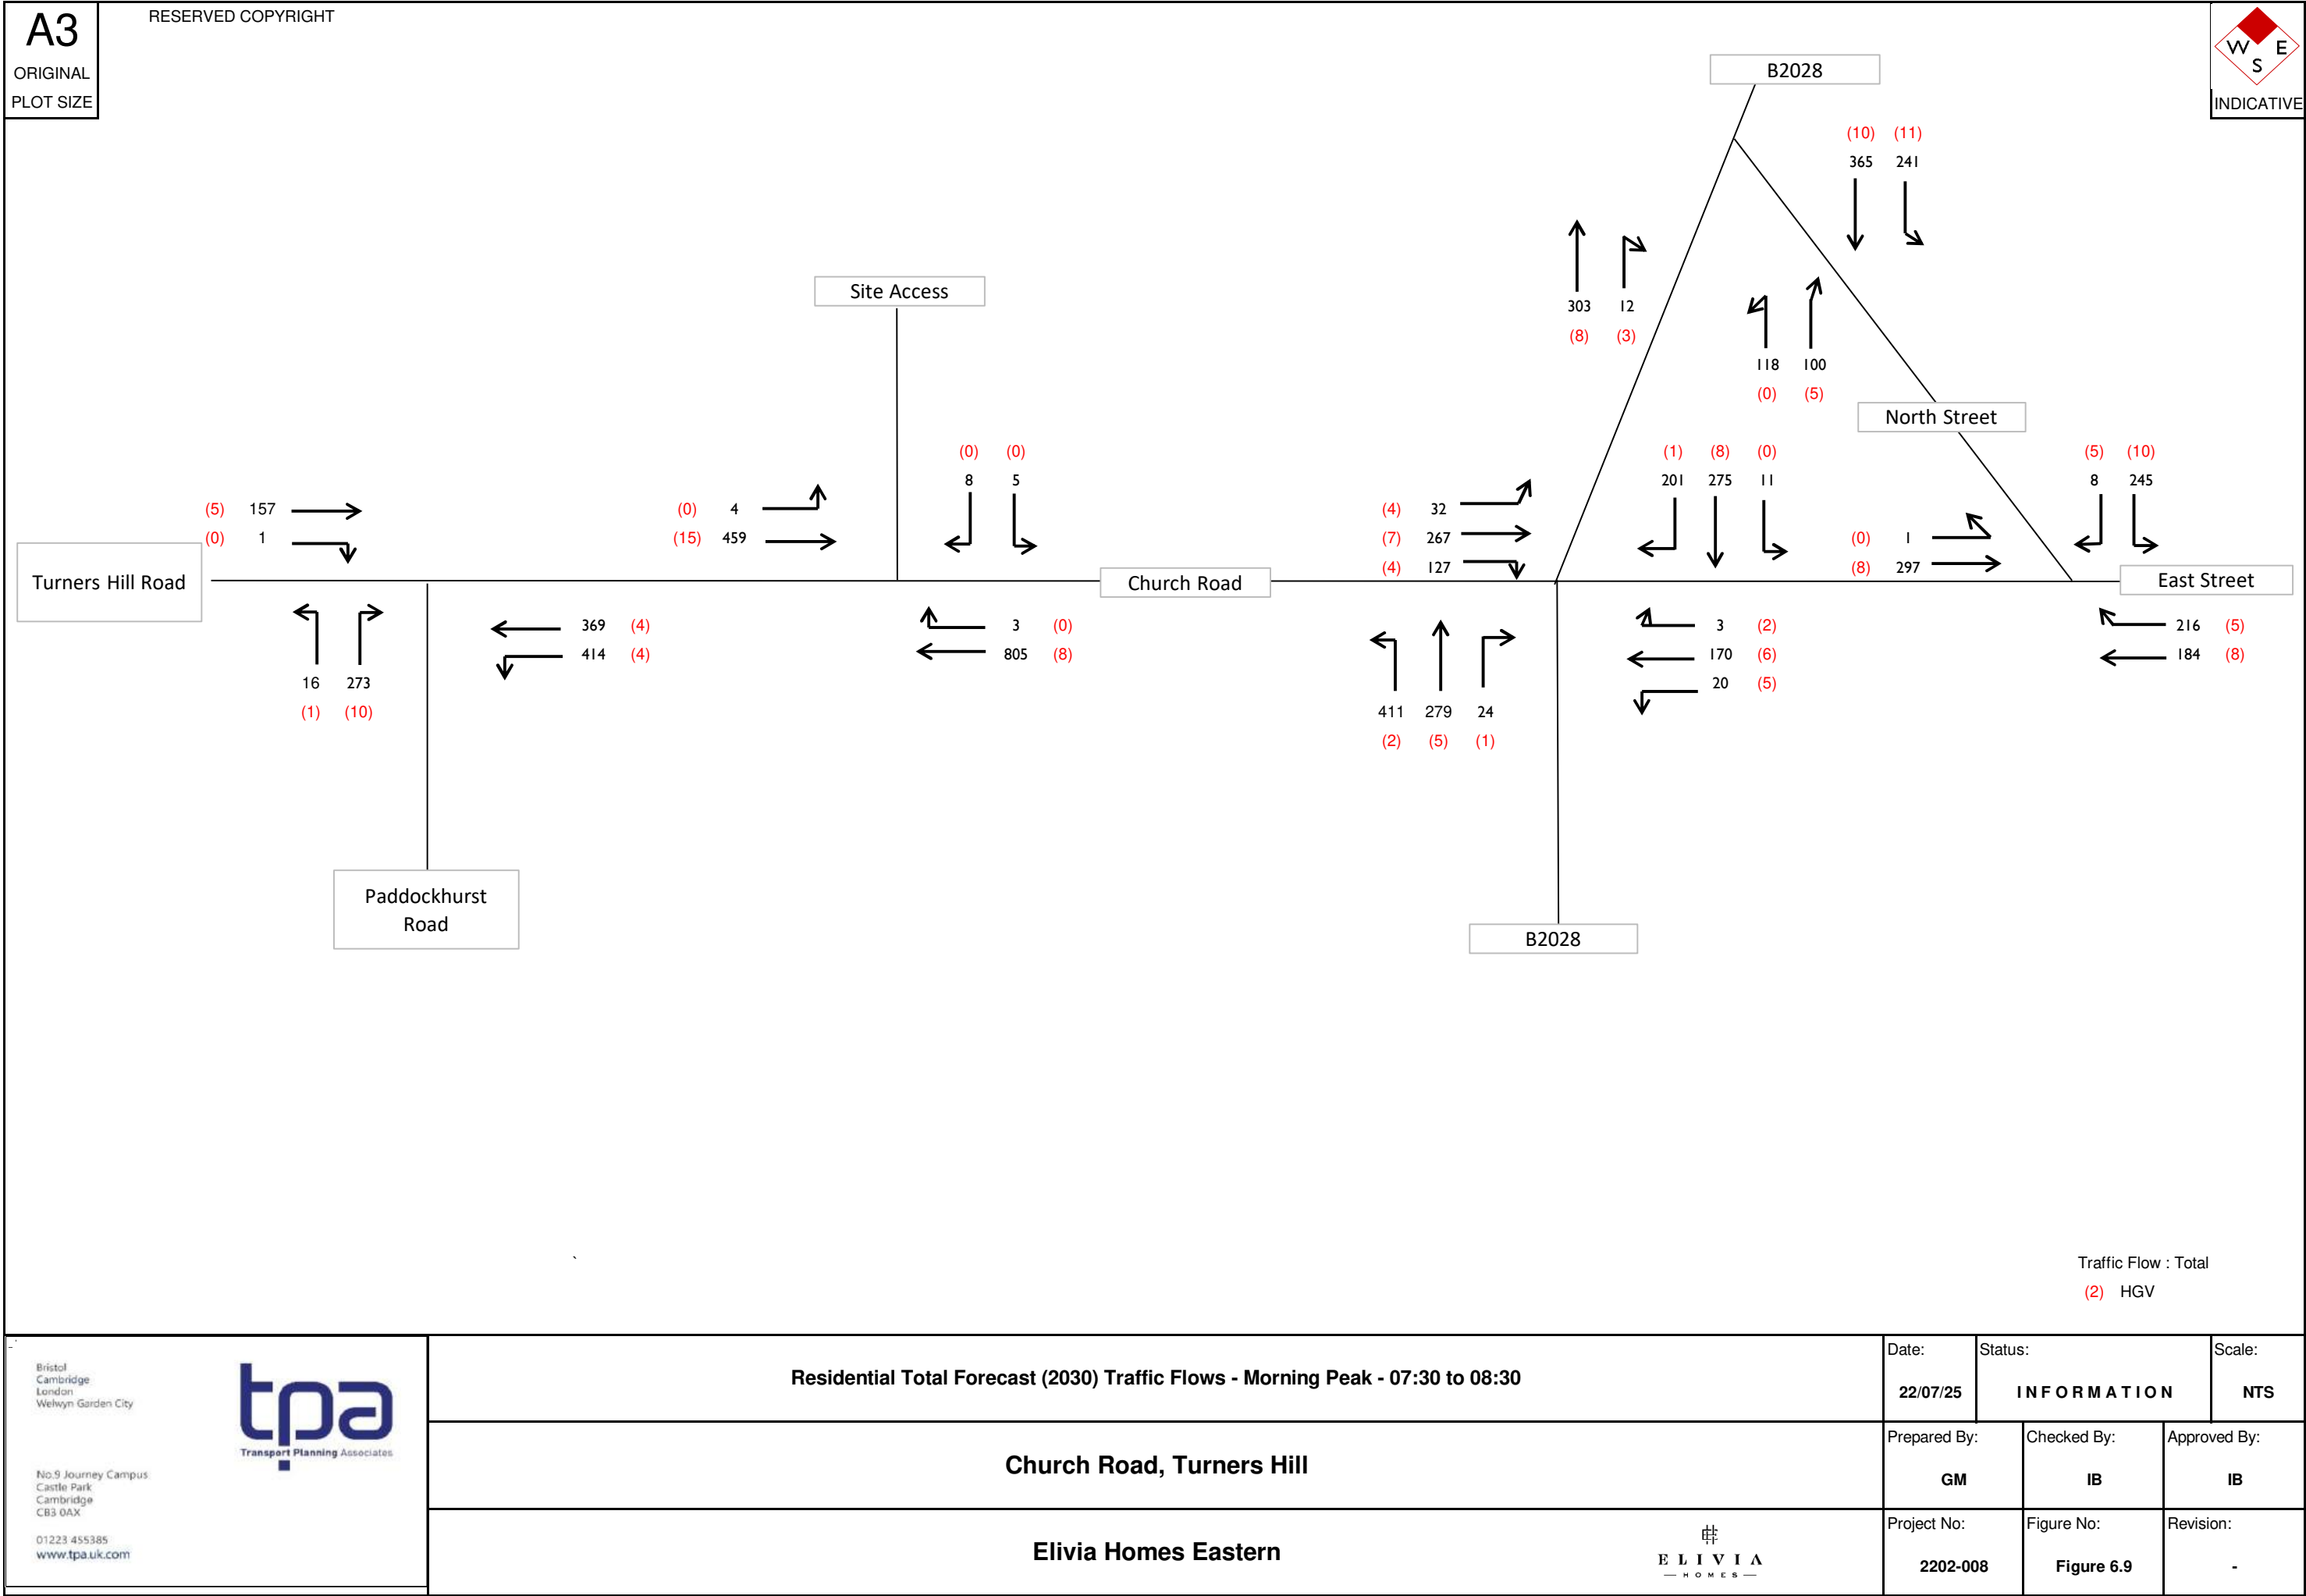 A3
ORIGINAL
PLOT SIZE
RESERVED COPYRIGHT
W E
S
INDICATIVE
B2028
(10) (11)
365 241
303 12
(8) (3)
Site Access
118 100
(0) (5)
North Street
(0) (0)
8 5
(1) (8) (0)
201 275 11
(5) (10)
8 245
(5) 157
(0) 1
(0) 4
(15) 459
(4) 32
(7) 267
(4) 127
(0) 1
(8) 297
Turners Hill Road
Church Road
East Street
369 (4)
414 (4)
3 (0)
805 (8)
3 (2)
170 (6)
20 (5)
216 (5)
184 (8)
16 273
(1) (10)
411 279 24
(2) (5) (1)
Paddockhurst
Road
B2028
Traffic Flow : Total
(2) HGV
Bristol
Cambridge
London
Welwyn Garden City
tpa
Transport Planning Associates
No.9 Journey Campus
Castle Park
Cambridge
CB3 0AX
01223 455385
www.tpa.uk.com
Residential Total Forecast (2030) Traffic Flows - Morning Peak - 07:30 to 08:30
Church Road, Turners Hill
Elivia Homes Eastern
ELIVIA
HOMES
Date: Status: Scale:
22/07/25 INFORMATION NTS
Prepared By: Checked By: Approved By:
GM IB IB
Project No: Figure No: Revision:
2202-008 Figure 6.9 -